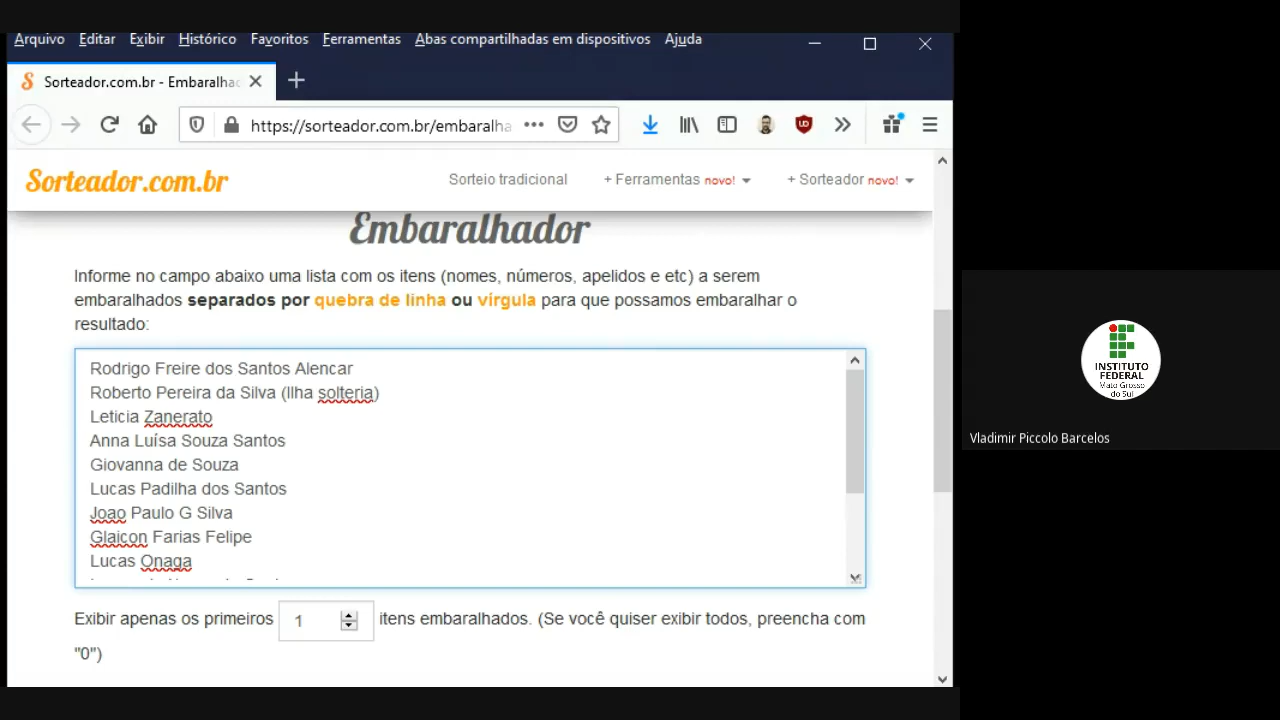 Arquivo Editar Exibir Histórico Favoritos Ferramentas Abas compartilhadas em dispositivos Ajuda
Sorteador.com.br - Embaralhad
https://sorteador.com.br/embaralha
Sorteador.com.br
Sorteio tradicional + Ferramentas novo! + Sorteador novo!
Embaralhador
Informe no campo abaixo uma lista com os itens (nomes, números, apelidos e etc) a serem
embaralhados separados por quebra de linha ou vírgula para que possamos embaralhar o
resultado:
Rodrigo Freire dos Santos Alencar
Roberto Pereira da Silva (Ilha solteria)
Leticia Zanerato
Anna Luísa Souza Santos
Giovanna de Souza
Lucas Padilha dos Santos
Joao Paulo G Silva
Glaicon Farias Felipe
Lucas Onaga
Exibir apenas os primeiros 1 itens embaralhados. (Se você quiser exibir todos, preencha com
"0")
INSTITUTO
FEDERAL
Mato Grosso
do Sul
Vladimir Piccolo Barcelos